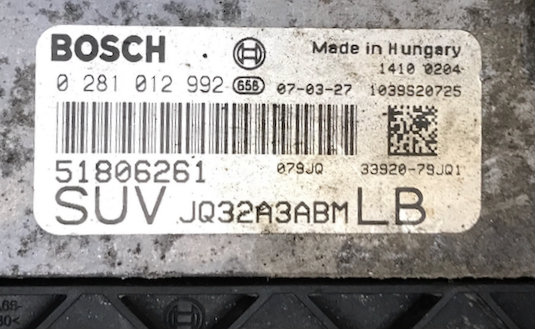 BOSCH
Made in Hungary
1410 0204
0 281 012 992 G5B 07-03-27 1039S20725
51806261 079JQ 33920-79JQ1
SUV JQ32A3ABM LB